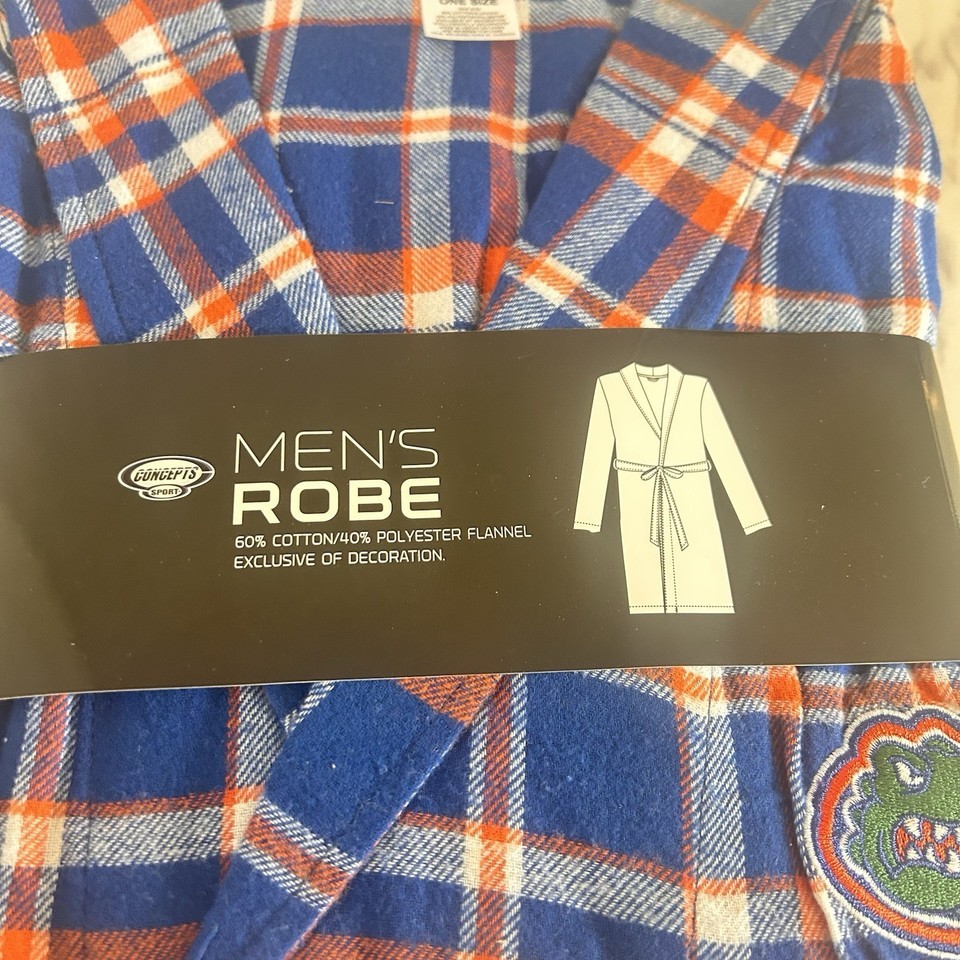 ONE SIZE
CONCEPTS
SPORT
MEN'S
ROBE
60% COTTON/40% POLYESTER FLANNEL
EXCLUSIVE OF DECORATION.